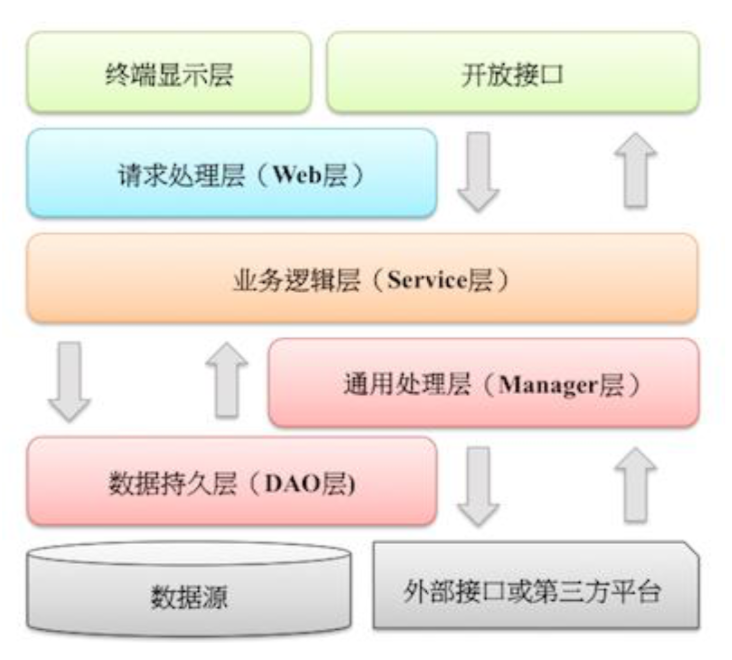 终端显示层
开放接口
请求处理层（Web层）
业务逻辑层（Service层）
通用处理层（Manager层）
数据持久层（DAO层)
数据源
外部接口或第三方平台